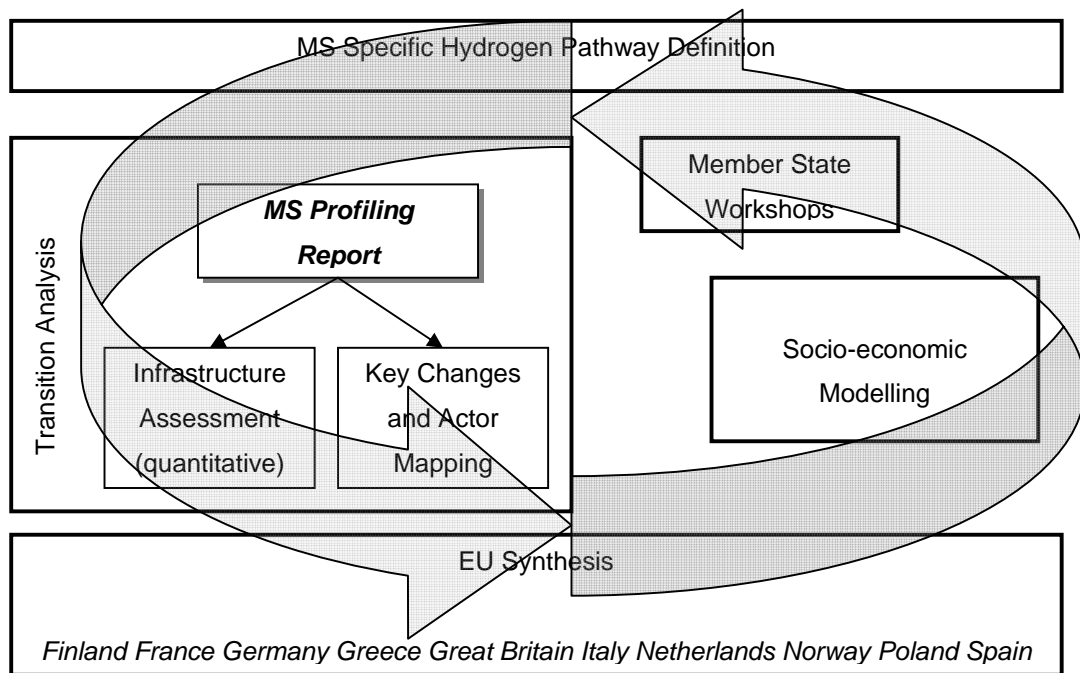 MS Specific Hydrogen Pathway Definition
Transition Analysis
MS Profiling
Report
Infrastructure
Assessment
(quantitative)
Key Changes
and Actor
Mapping
Member State
Workshops
Socio-economic
Modelling
EU Synthesis
Finland France Germany Greece Great Britain Italy Netherlands Norway Poland Spain